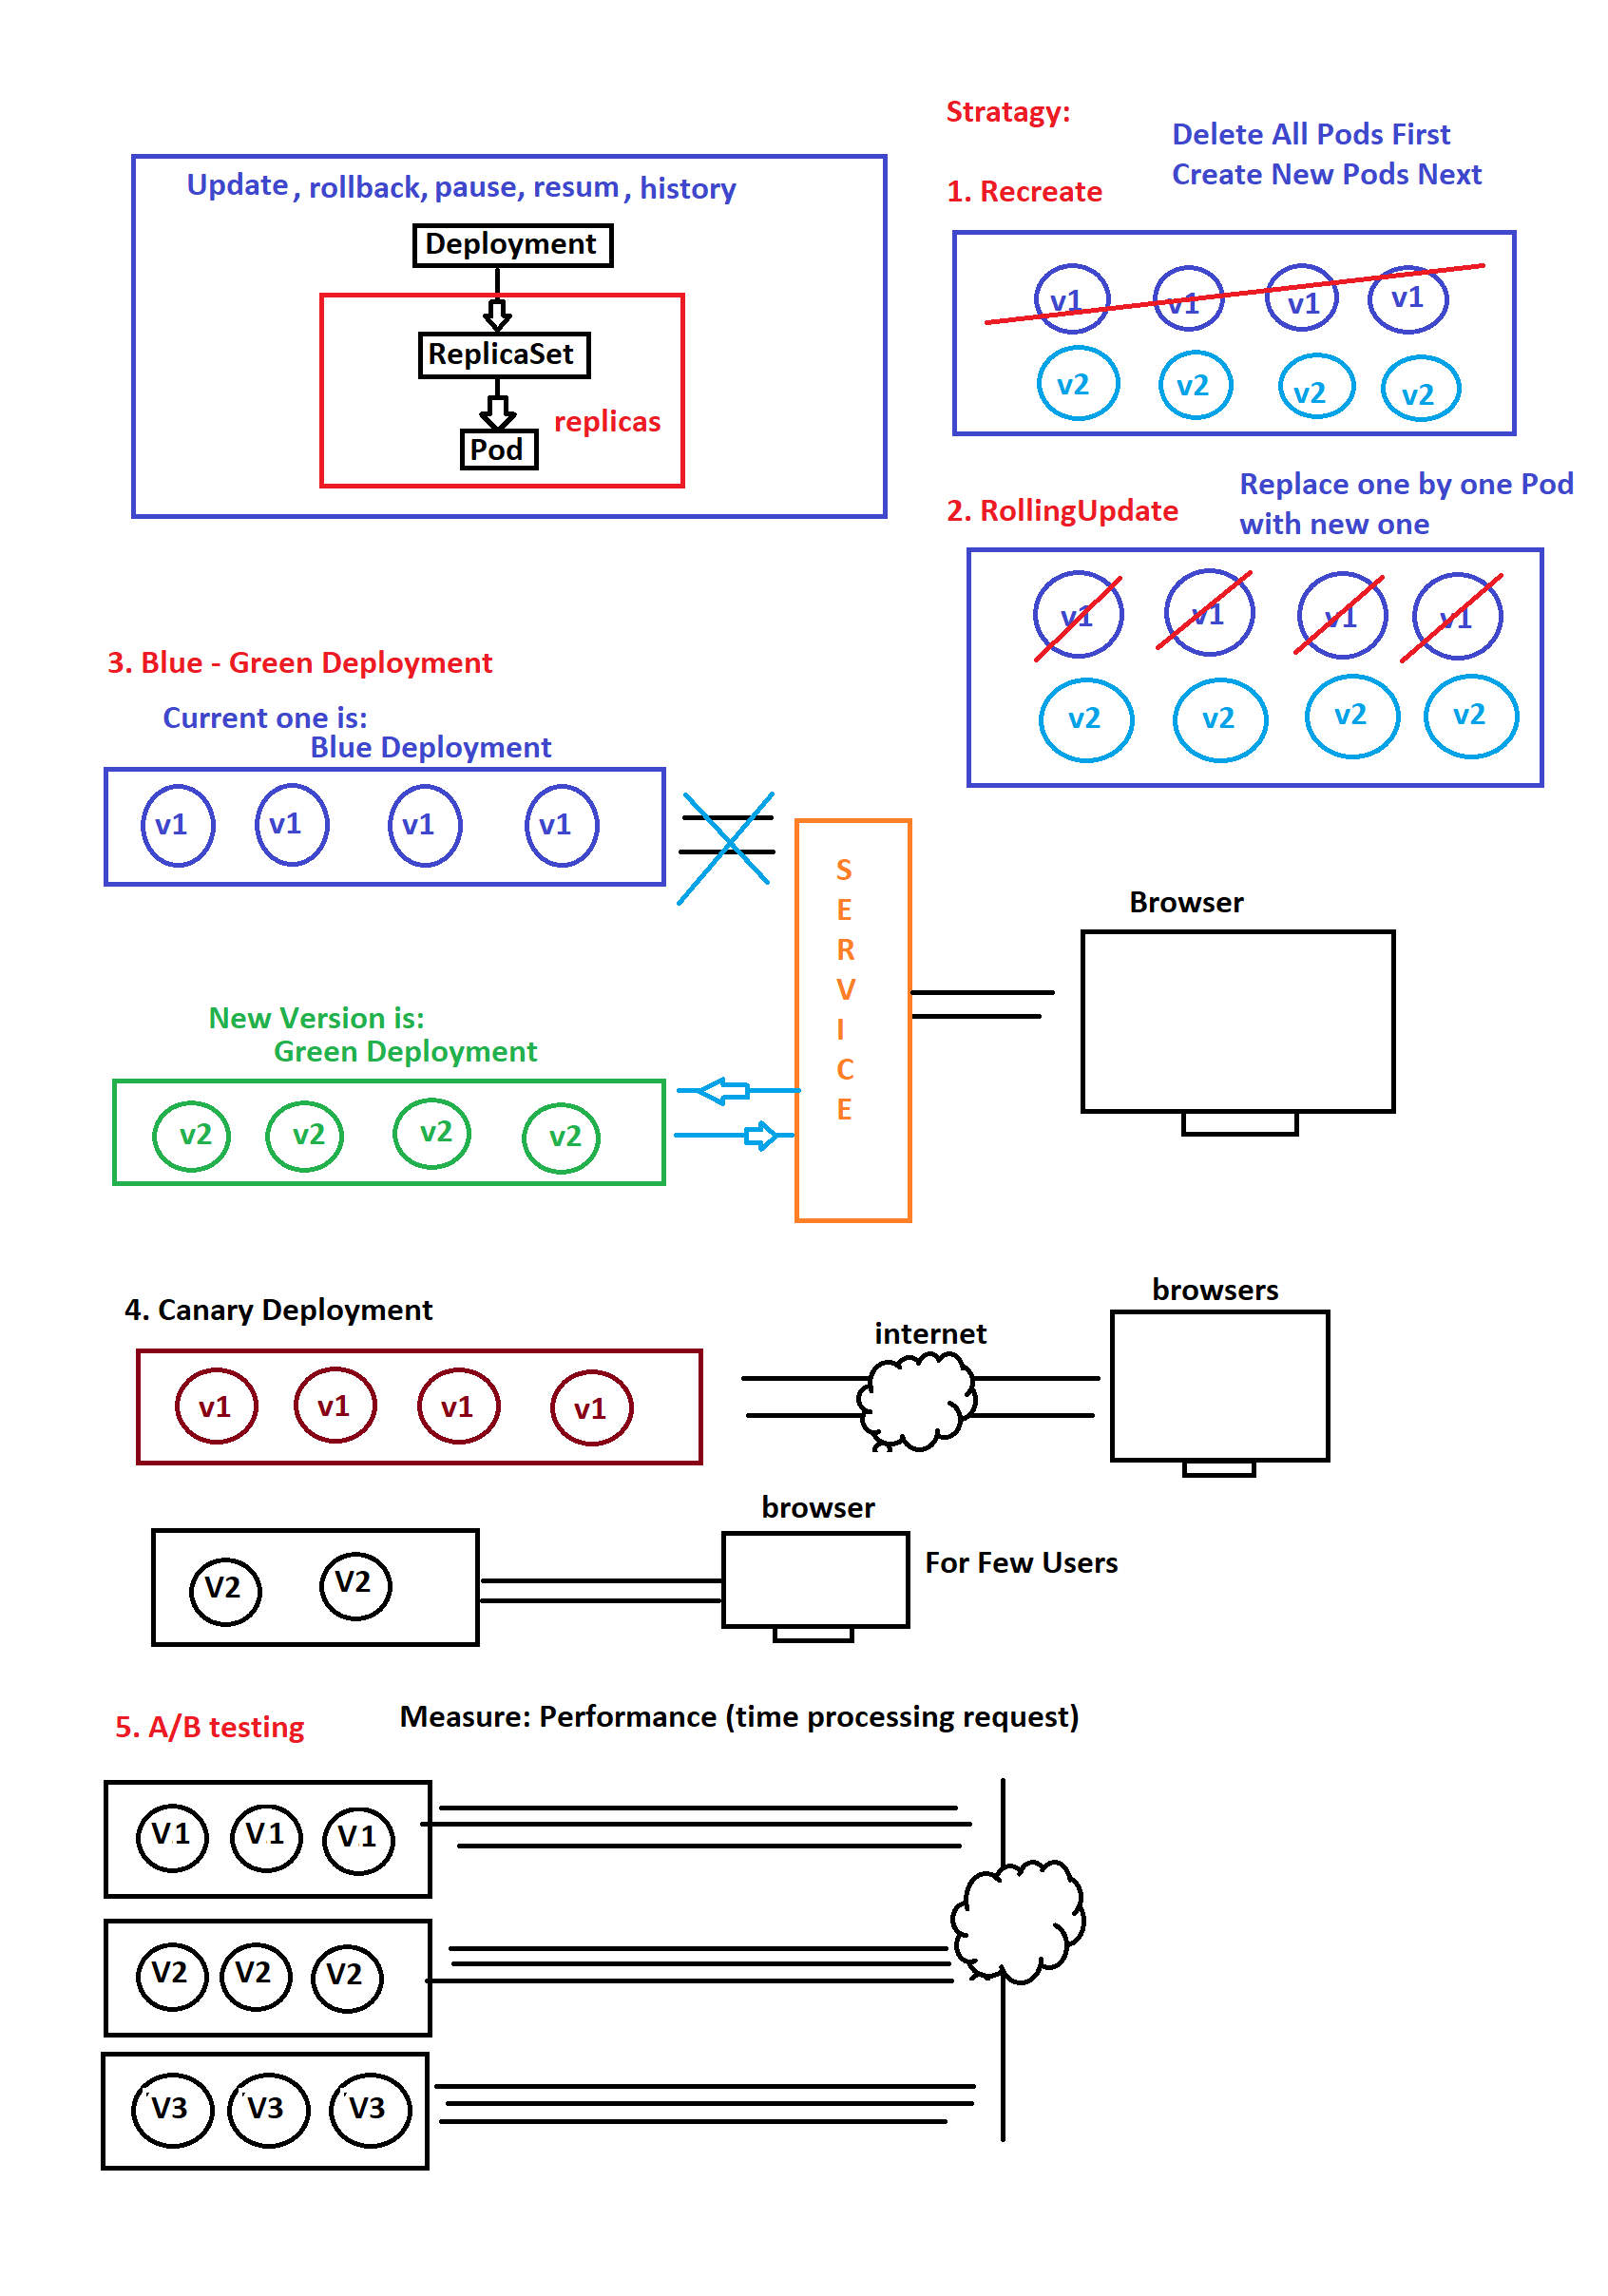 Update, rollback, pause, resum, history
Deployment
ReplicaSet
replicas
Pod
Stratagy:
Delete All Pods First
Create New Pods Next
1. Recreate
v1 v1 v1 v1
v2 v2 v2 v2
2. RollingUpdate
Replace one by one Pod
with new one
v1 v1 v1 v1
v2 v2 v2 v2
3. Blue - Green Deployment
Current one is:
Blue Deployment
v1 v1 v1 v1
SERVICE
Browser
New Version is:
Green Deployment
v2 v2 v2 v2
4. Canary Deployment
browsers
internet
v1 v1 v1 v1
browser
V2 V2
For Few Users
5. A/B testing
Measure: Performance (time processing request)
V1 V1 V1
V2 V2 V2
V3 V3 V3